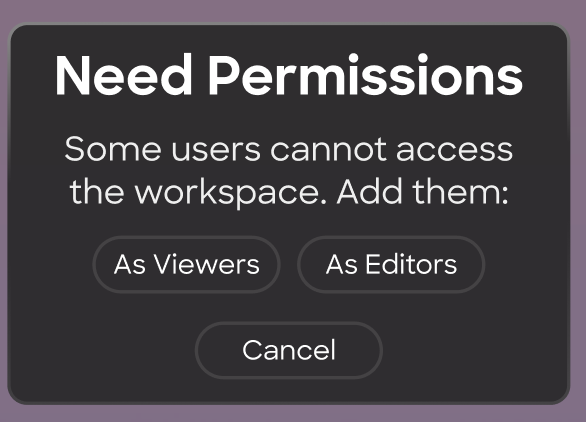 Need Permissions
Some users cannot access
the workspace. Add them:
As Viewers
As Editors
Cancel